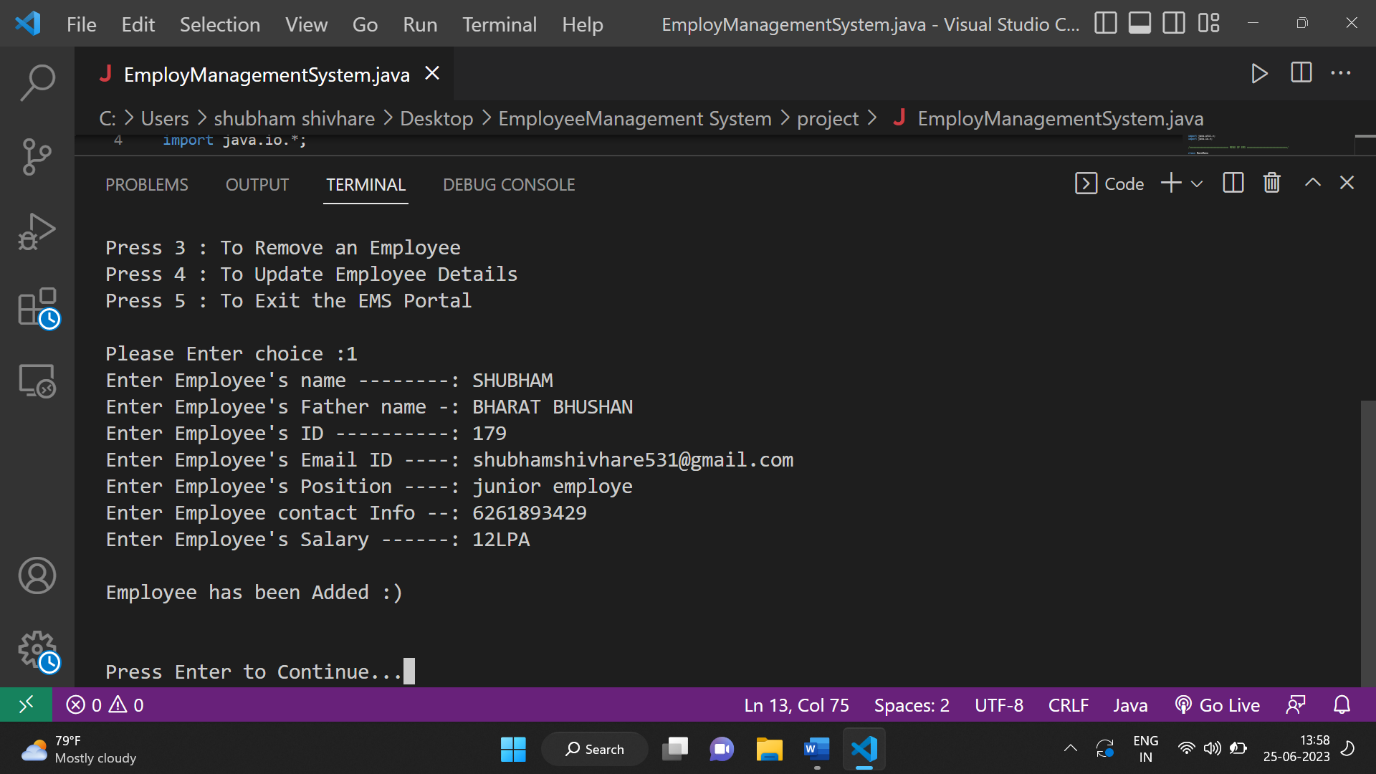 File Edit Selection View Go Run Terminal Help EmployManagementSystem.java - Visual Studio C...
J EmployManagementSystem.java
C: > Users > shubham shivhare > Desktop > EmployeeManagement System > project > J EmployManagementSystem.java
4 import java.io.*;
PROBLEMS OUTPUT TERMINAL DEBUG CONSOLE Code
Press 3 : To Remove an Employee
Press 4 : To Update Employee Details
Press 5 : To Exit the EMS Portal
Please Enter choice :1
Enter Employee's name --------: SHUBHAM
Enter Employee's Father name -: BHARAT BHUSHAN
Enter Employee's ID ----------: 179
Enter Employee's Email ID ----: shubhamshivhare531@gmail.com
Enter Employee's Position ----: junior employe
Enter Employee contact Info --: 6261893429
Enter Employee's Salary ------: 12LPA
Employee has been Added :)
Press Enter to Continue...
0 0 Ln 13, Col 75 Spaces: 2 UTF-8 CRLF Java Go Live
79°F
Mostly cloudy
Search
W
ENG
IN
13:58
25-06-2023